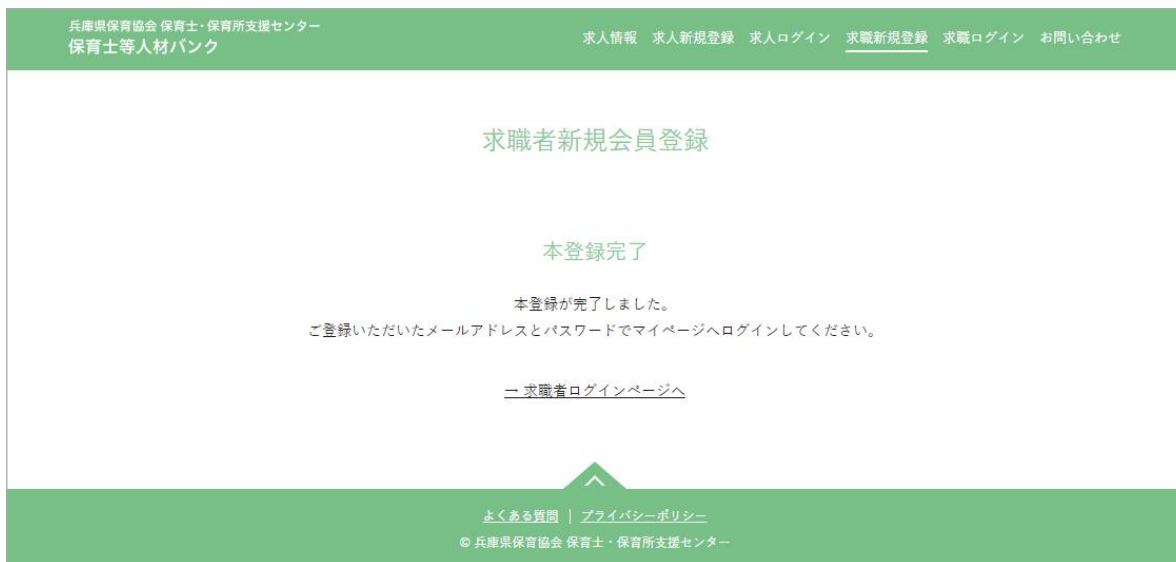 兵庫県保育協会 保育士・保育所支援センター
保育士等人材バンク
求人情報 求人新規登録 求人ログイン 求職新規登録 求職ログイン お問い合わせ
求職者新規会員登録
本登録完了
本登録が完了しました。
ご登録いただいたメールアドレスとパスワードでマイページへログインしてください。
→ 求職者ログインページへ
よくある質問 | プライバシーポリシー
© 兵庫県保育協会 保育士・保育所支援センター